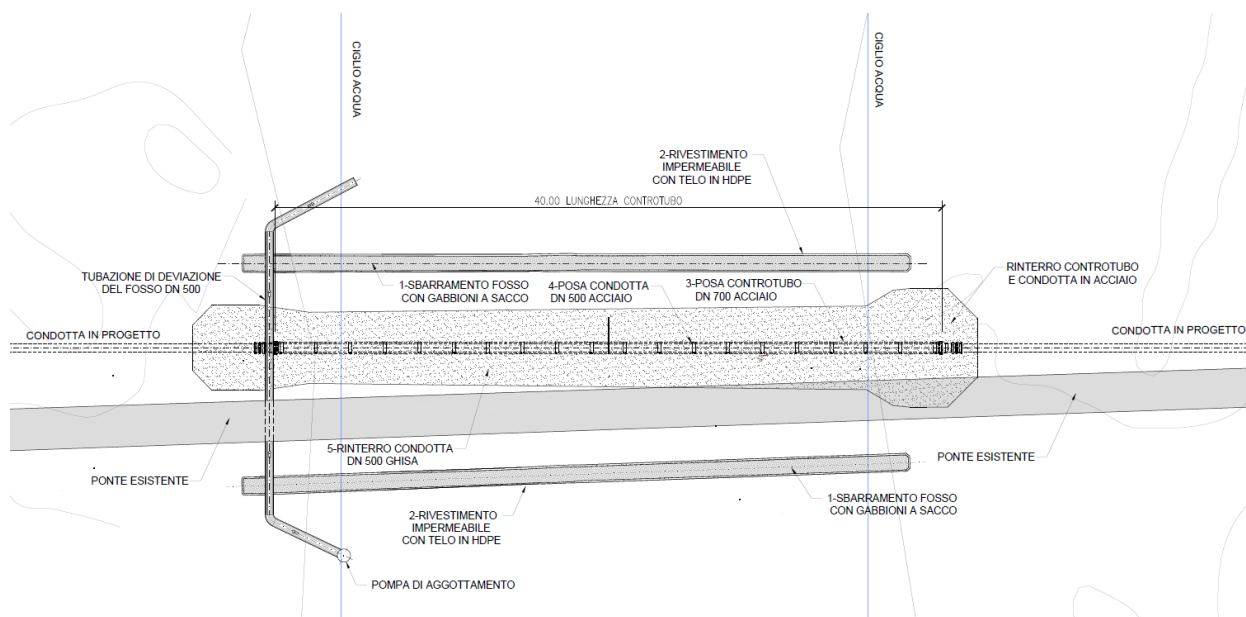 CIGLIO ACQUA
CIGLIO ACQUA
2-RIVESTIMENTO
IMPERMEABILE
CON TELO IN HDPE
40.00 LUNGHEZZA CONTROTUBO
TUBAZIONE DI DEVIAZIONE
DEL FOSSO DN 500
1-SBARRAMENTO FOSSO
CON GABBIONI A SACCO
4-POSA CONDOTTA
DN 500 ACCIAIO
3-POSA CONTROTUBO
DN 700 ACCIAIO
RINTERRO CONTROTUBO
E CONDOTTA IN ACCIAIO
CONDOTTA IN PROGETTO
CONDOTTA IN PROGETTO
5-RINTERRO CONDOTTA
DN 500 GHISA
PONTE ESISTENTE
PONTE ESISTENTE
1-SBARRAMENTO FOSSO
CON GABBIONI A SACCO
2-RIVESTIMENTO
IMPERMEABILE
CON TELO IN HDPE
POMPA DI AGGOTTAMENTO